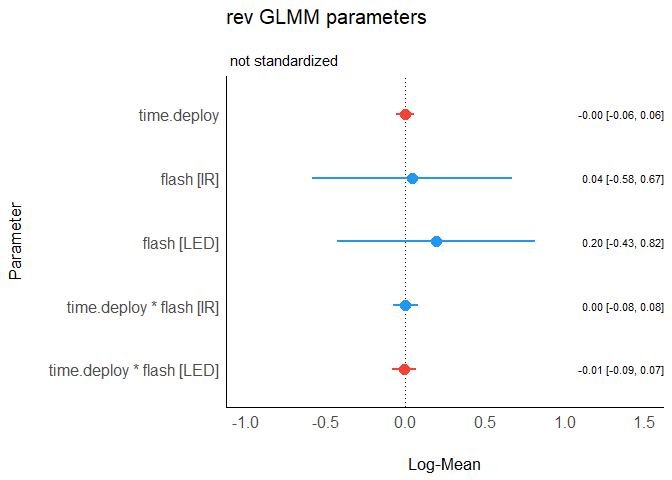 rev GLMM parameters
not standardized
time.deploy
-0.00 [-0.06, 0.06]
flash [IR]
0.04 [-0.58, 0.67]
flash [LED]
0.20 [-0.43, 0.82]
time.deploy * flash [IR]
0.00 [-0.08, 0.08]
time.deploy * flash [LED]
-0.01 [-0.09, 0.07]
Parameter
-1.0 -0.5 0.0 0.5 1.0 1.5
Log-Mean